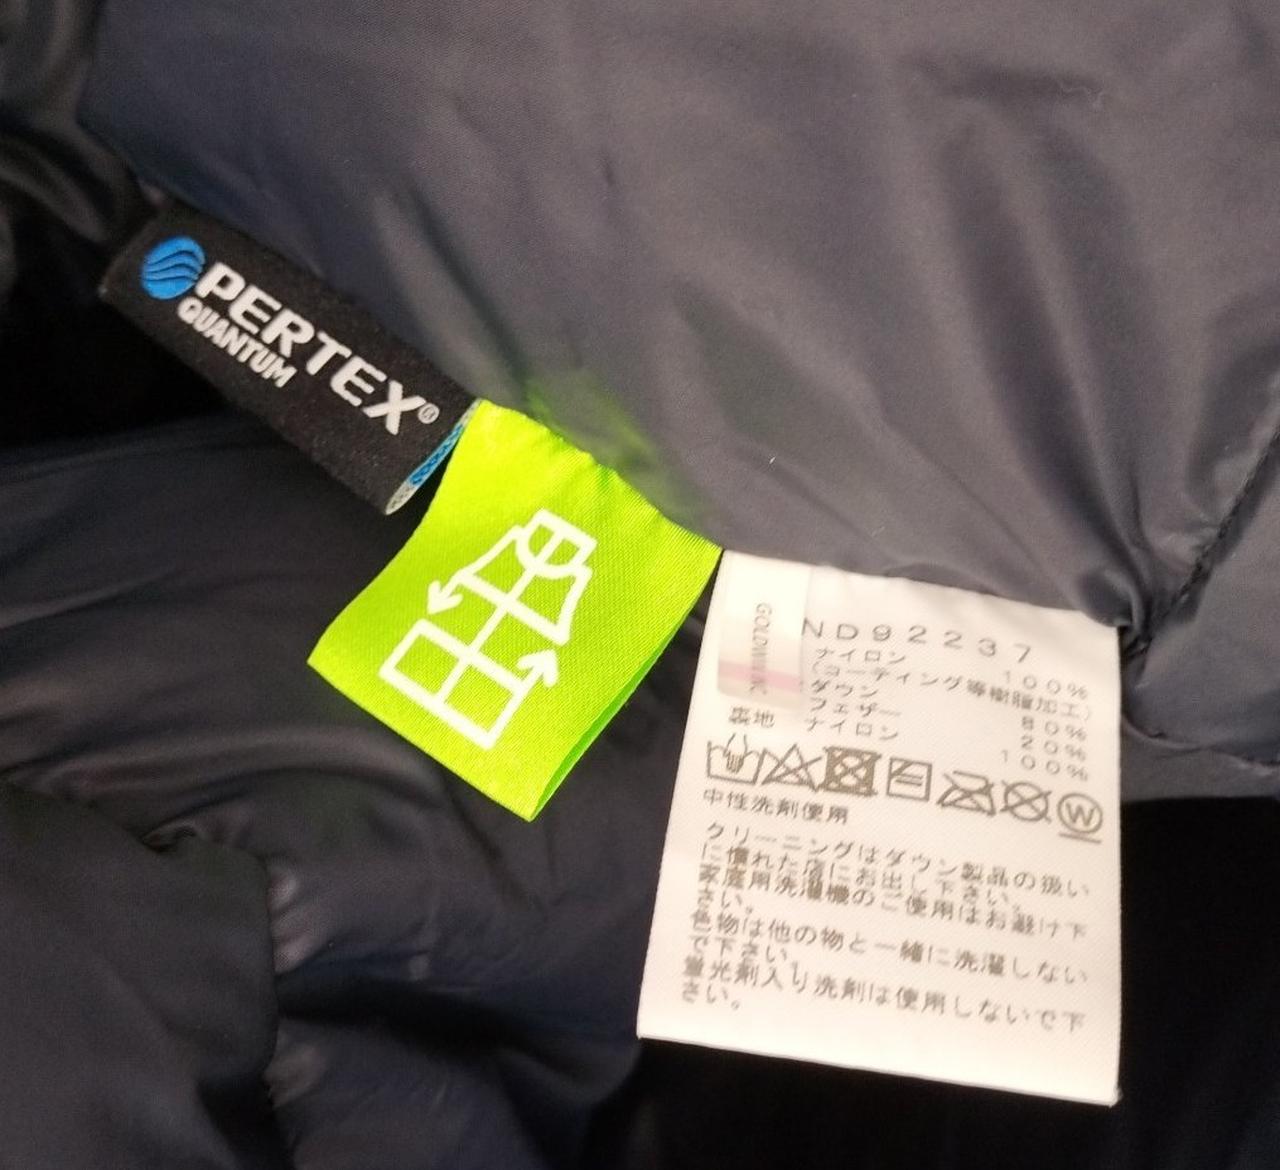 PERTEX®
QUANTUM
GOLDWIN INC.
ND92237
ナイロン 100%
(コーティング等樹脂加工)
ダウン 80%
フェザー 20%
裏地 ナイロン 100%
W
中性洗剤使用
クリーニングはダウン製品の扱い
に慣れた店にお出し下さい。
家庭用洗濯機のご使用はお避け下
さい。
色物は他の物と一緒に洗濯しない
で下さい。
蛍光剤入り洗剤は使用しないで下
さい。